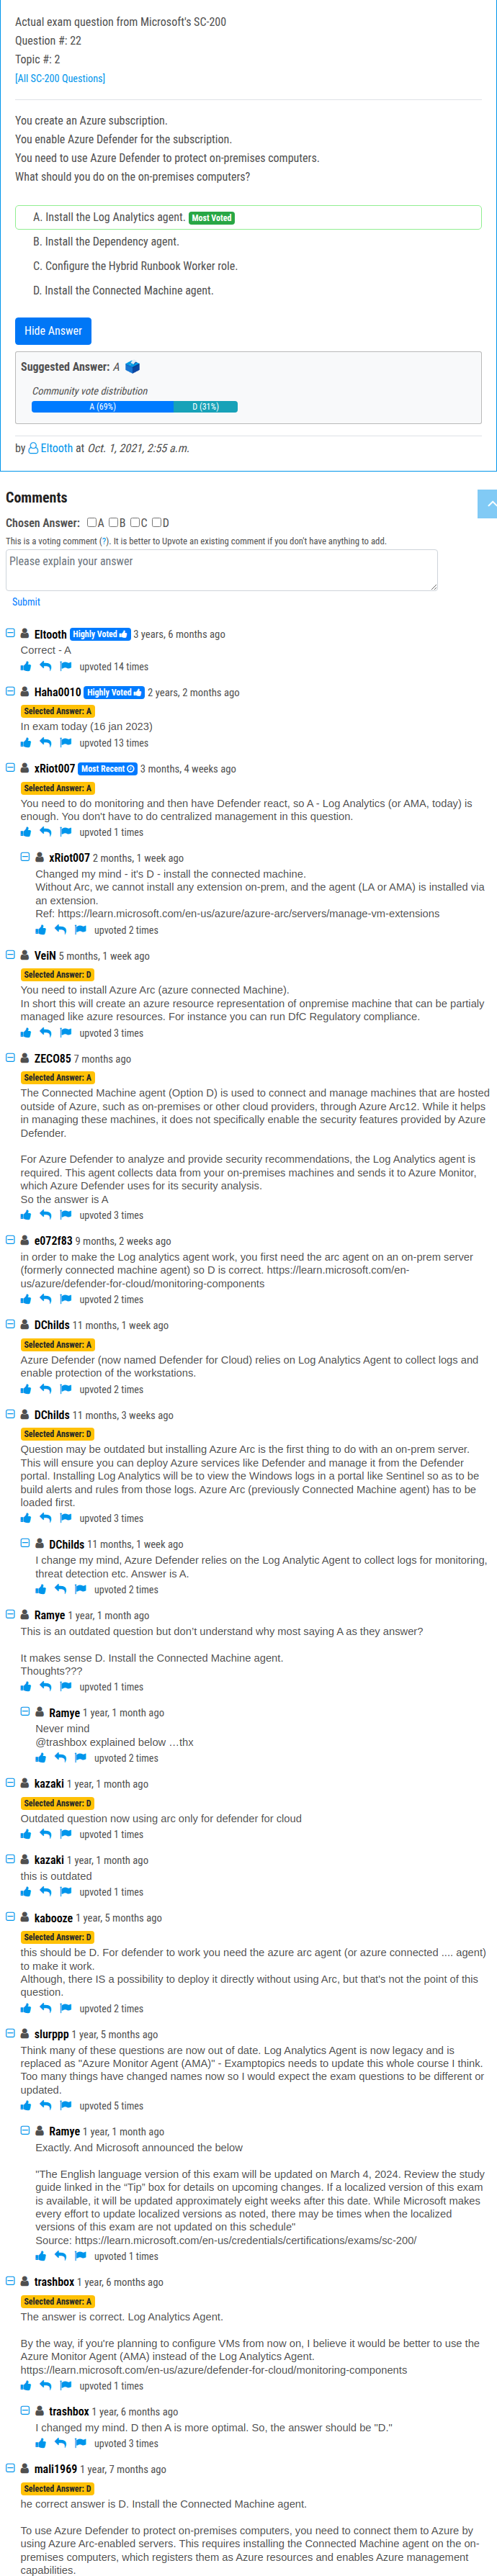 Actual exam question from Microsoft's SC-200
Question #: 22
Topic #: 2
[All SC-200 Questions]
You create an Azure subscription.
You enable Azure Defender for the subscription.
You need to use Azure Defender to protect on-premises computers.
What should you do on the on-premises computers?
A. Install the Log Analytics agent. Most Voted
B. Install the Dependency agent.
C. Configure the Hybrid Runbook Worker role.
D. Install the Connected Machine agent.
Hide Answer
Suggested Answer: A
Community vote distribution
A (69%) D (31%)
by Eltooth at Oct. 1, 2021, 2:55 a.m.
Comments
Chosen Answer: A B C D
This is a voting comment (?). It is better to Upvote an existing comment if you don't have anything to add.
Please explain your answer
Submit
Eltooth Highly Voted 3 years, 6 months ago
Correct - A
upvoted 14 times
Haha0010 Highly Voted 2 years, 2 months ago
Selected Answer: A
In exam today (16 jan 2023)
upvoted 13 times
xRiot007 Most Recent 3 months, 4 weeks ago
Selected Answer: A
You need to do monitoring and then have Defender react, so A - Log Analytics (or AMA, today) is
enough. You don't have to do centralized management in this question.
upvoted 1 times
xRiot007 2 months, 1 week ago
Changed my mind - it's D - install the connected machine.
Without Arc, we cannot install any extension on-prem, and the agent (LA or AMA) is installed via
an extension.
Ref: https://learn.microsoft.com/en-us/azure/azure-arc/servers/manage-vm-extensions
upvoted 2 times
VeiN 5 months, 1 week ago
Selected Answer: D
You need to install Azure Arc (azure connected Machine).
In short this will create an azure resource representation of onpremise machine that can be partialy
managed like azure resources. For instance you can run DfC Regulatory compliance.
upvoted 3 times
ZECO85 7 months ago
Selected Answer: A
The Connected Machine agent (Option D) is used to connect and manage machines that are hosted
outside of Azure, such as on-premises or other cloud providers, through Azure Arc12. While it helps
in managing these machines, it does not specifically enable the security features provided by Azure
Defender.
For Azure Defender to analyze and provide security recommendations, the Log Analytics agent is
required. This agent collects data from your on-premises machines and sends it to Azure Monitor,
which Azure Defender uses for its security analysis.
So the answer is A
upvoted 3 times
e072f83 9 months, 2 weeks ago
in order to make the Log analytics agent work, you first need the arc agent on an on-prem server
(formerly connected machine agent) so D is correct. https://learn.microsoft.com/en-
us/azure/defender-for-cloud/monitoring-components
upvoted 2 times
DChilds 11 months, 1 week ago
Selected Answer: A
Azure Defender (now named Defender for Cloud) relies on Log Analytics Agent to collect logs and
enable protection of the workstations.
upvoted 2 times
DChilds 11 months, 3 weeks ago
Selected Answer: D
Question may be outdated but installing Azure Arc is the first thing to do with an on-prem server.
This will ensure you can deploy Azure services like Defender and manage it from the Defender
portal. Installing Log Analytics will be to view the Windows logs in a portal like Sentinel so as to be
build alerts and rules from those logs. Azure Arc (previously Connected Machine agent) has to be
loaded first.
upvoted 3 times
DChilds 11 months, 1 week ago
I change my mind, Azure Defender relies on the Log Analytic Agent to collect logs for monitoring,
threat detection etc. Answer is A.
upvoted 2 times
Ramye 1 year, 1 month ago
This is an outdated question but don't understand why most saying A as they answer?
It makes sense D. Install the Connected Machine agent.
Thoughts???
upvoted 1 times
Ramye 1 year, 1 month ago
Never mind
@trashbox explained below …thx
upvoted 2 times
kazaki 1 year, 1 month ago
Selected Answer: D
Outdated question now using arc only for defender for cloud
upvoted 1 times
kazaki 1 year, 1 month ago
this is outdated
upvoted 1 times
kabooze 1 year, 5 months ago
Selected Answer: D
this should be D. For defender to work you need the azure arc agent (or azure connected .... agent)
to make it work.
Although, there IS a possibility to deploy it directly without using Arc, but that's not the point of this
question.
upvoted 2 times
slurppp 1 year, 5 months ago
Think many of these questions are now out of date. Log Analytics Agent is now legacy and is
replaced as "Azure Monitor Agent (AMA)" - Examptopics needs to update this whole course I think.
Too many things have changed names now so I would expect the exam questions to be different or
updated.
upvoted 5 times
Ramye 1 year, 1 month ago
Exactly. And Microsoft announced the below
"The English language version of this exam will be updated on March 4, 2024. Review the study
guide linked in the “Tip” box for details on upcoming changes. If a localized version of this exam
is available, it will be updated approximately eight weeks after this date. While Microsoft makes
every effort to update localized versions as noted, there may be times when the localized
versions of this exam are not updated on this schedule"
Source: https://learn.microsoft.com/en-us/credentials/certifications/exams/sc-200/
upvoted 1 times
trashbox 1 year, 6 months ago
Selected Answer: A
The answer is correct. Log Analytics Agent.
By the way, if you're planning to configure VMs from now on, I believe it would be better to use the
Azure Monitor Agent (AMA) instead of the Log Analytics Agent.
https://learn.microsoft.com/en-us/azure/defender-for-cloud/monitoring-components
upvoted 1 times
trashbox 1 year, 6 months ago
I changed my mind. D then A is more optimal. So, the answer should be "D."
upvoted 3 times
mali1969 1 year, 7 months ago
Selected Answer: D
he correct answer is D. Install the Connected Machine agent.
To use Azure Defender to protect on-premises computers, you need to connect them to Azure by
using Azure Arc-enabled servers. This requires installing the Connected Machine agent on the on-
premises computers, which registers them as Azure resources and enables Azure management
capabilities.